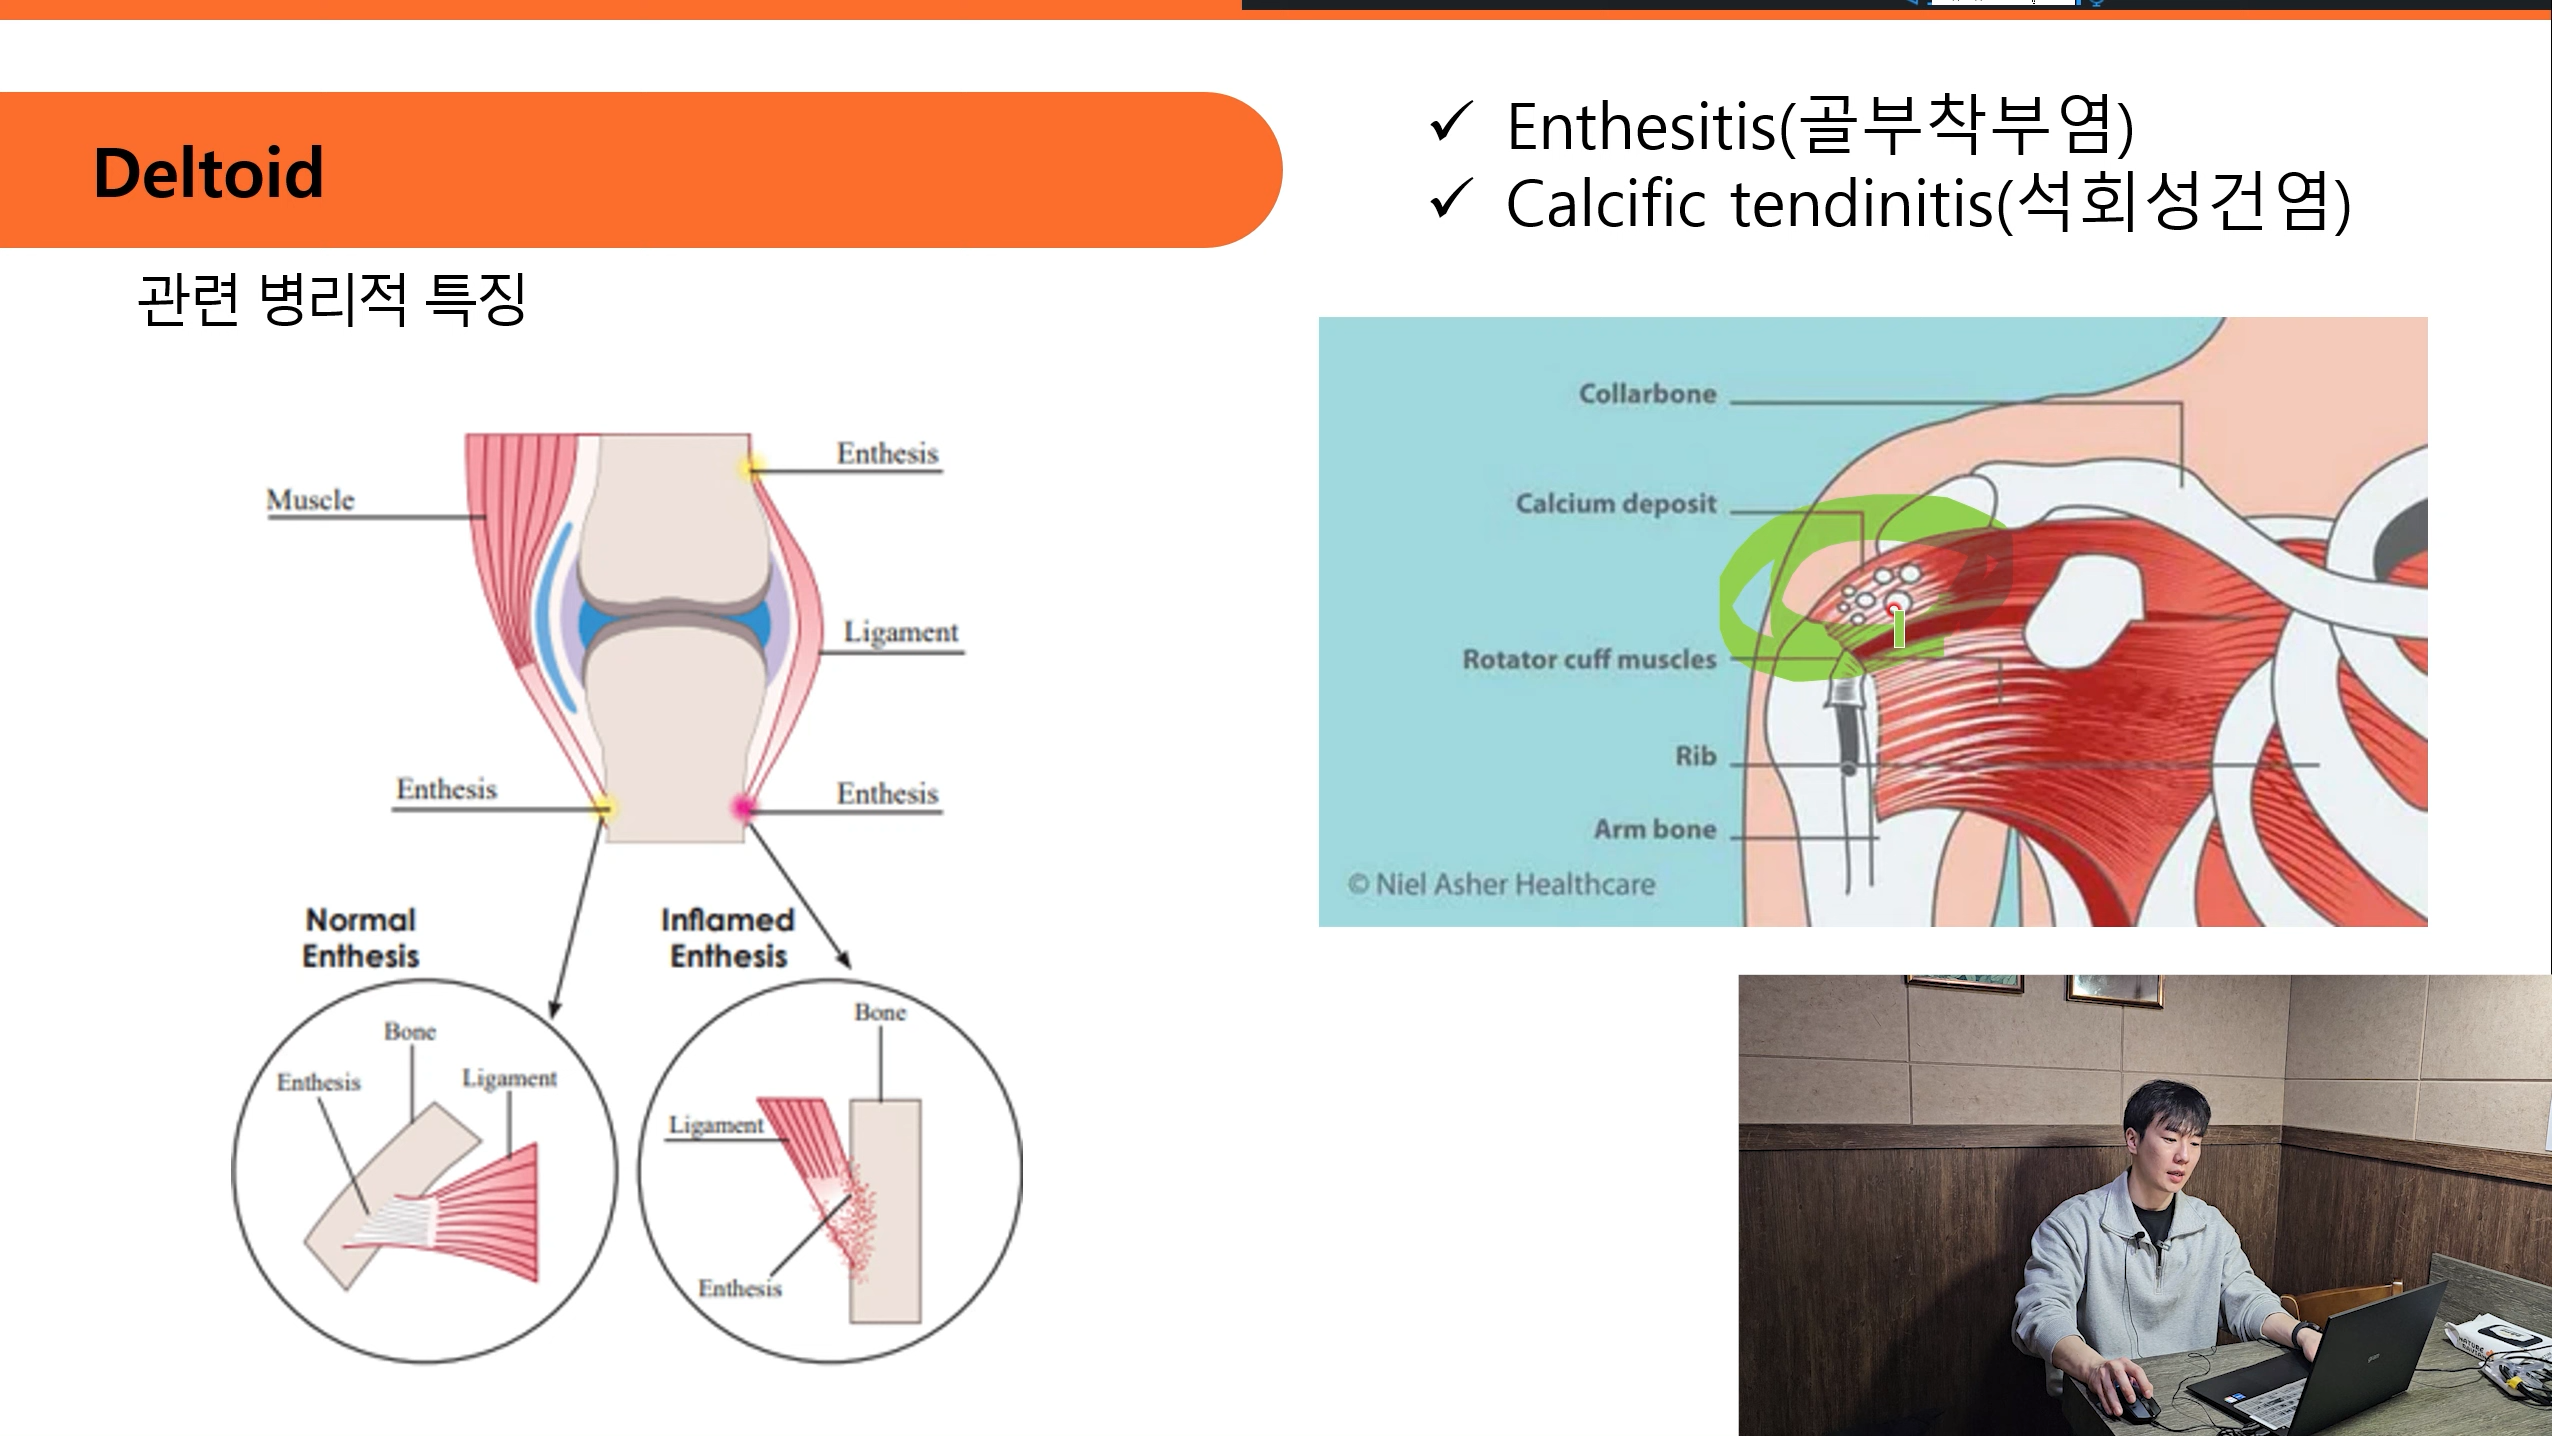 Deltoid
관련 병리적 특징
✓ Enthesitis(골부착부염)
✓ Calcific tendinitis(석회성건염)
Enthesis
Muscle
Ligament
Enthesis
Enthesis
Normal
Enthesis
Inflamed
Enthesis
Bone
Enthesis
Ligament
Bone
Ligament
Enthesis
Collarbone
Calcium deposit
Rotator cuff muscles
Rib
Arm bone
© Niel Asher Healthcare